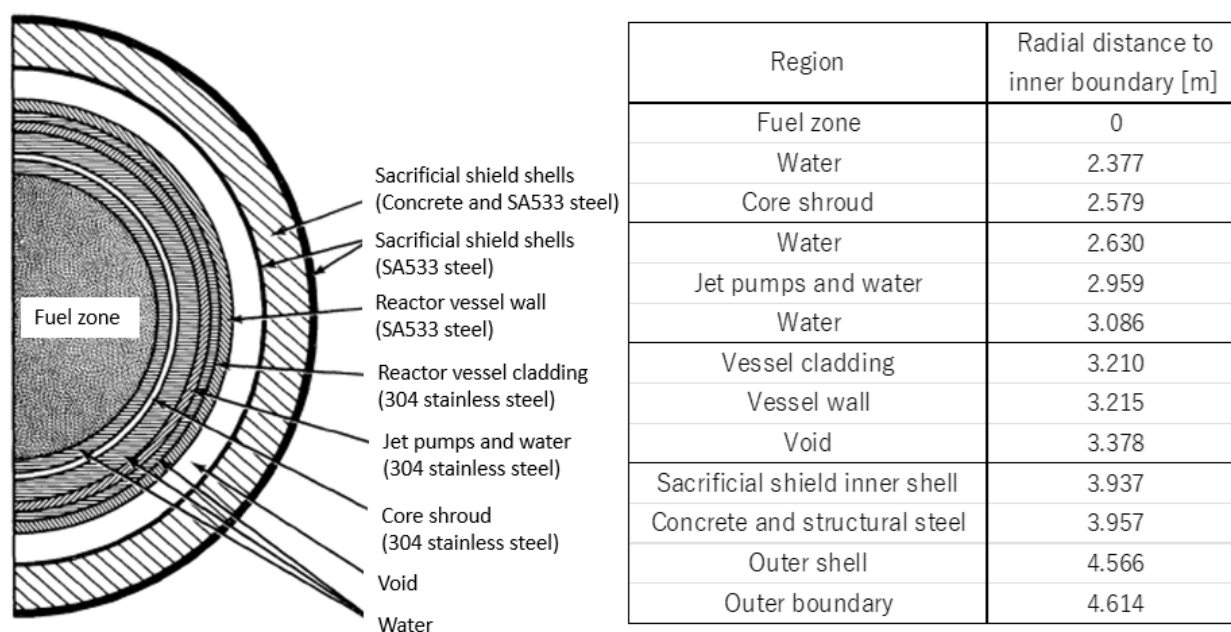 Fuel zone
Sacrificial shield shells
(Concrete and SA533 steel)
Sacrificial shield shells
(SA533 steel)
Reactor vessel wall
(SA533 steel)
Reactor vessel cladding
(304 stainless steel)
Jet pumps and water
(304 stainless steel)
Core shroud
(304 stainless steel)
Void
Water
Region Radial distance to
inner boundary [m]
Fuel zone 0
Water 2.377
Core shroud 2.579
Water 2.630
Jet pumps and water 2.959
Water 3.086
Vessel cladding 3.210
Vessel wall 3.215
Void 3.378
Sacrificial shield inner shell 3.937
Concrete and structural steel 3.957
Outer shell 4.566
Outer boundary 4.614